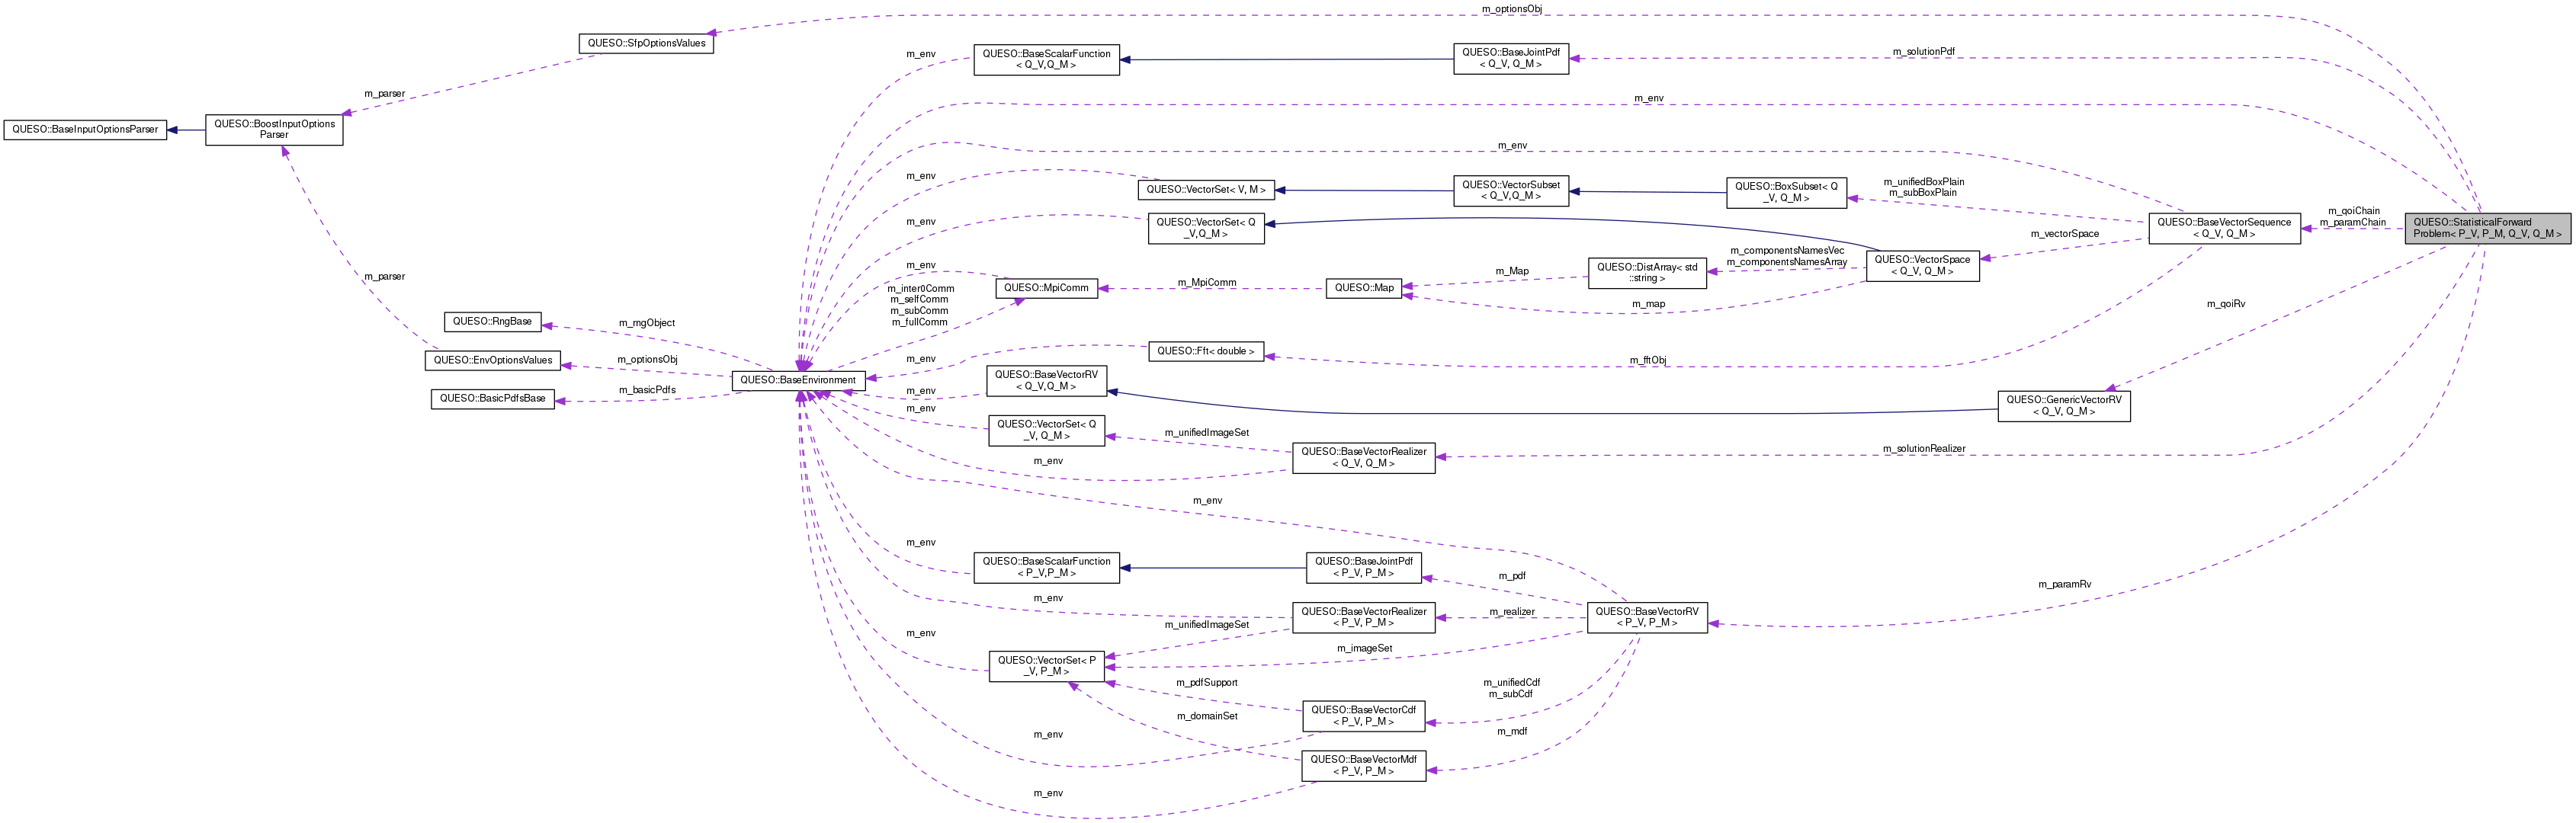 m_optionsObj
QUESO::SfpOptionsValues
m_env
QUESO::BaseScalarFunction
< Q_V,Q_M >
QUESO::BaseJointPdf
< Q_V, Q_M >
m_solutionPdf
m_parser
m_env
QUESO::BaseInputOptionsParser
QUESO::BoostInputOptions
Parser
m_env
m_env
QUESO::VectorSet< V, M >
QUESO::VectorSubset
< Q_V,Q_M >
QUESO::BoxSubset< Q
_V, Q_M >
m_unifiedBoxPlain
m_subBoxPlain
m_env
QUESO::VectorSet< Q
_V,Q_M >
m_vectorSpace
QUESO::BaseVectorSequence
< Q_V, Q_M >
m_qoiChain
m_paramChain
QUESO::StatisticalForward
Problem< P_V, P_M, Q_V, Q_M >
m_parser
m_env
m_inter0Comm
m_selfComm
m_subComm
m_fullComm
QUESO::MpiComm
m_MpiComm
QUESO::Map
m_Map
m_map
QUESO::DistArray< std
::string >
m_componentsNamesVec
m_componentsNamesArray
QUESO::VectorSpace
< Q_V, Q_M >
m_qoiRv
QUESO::RngBase
m_rngObject
QUESO::EnvOptionsValues
m_optionsObj
QUESO::BasicPdfsBase
m_basicPdfs
QUESO::BaseEnvironment
m_env
QUESO::Fft< double >
m_fftObj
m_env
QUESO::BaseVectorRV
< Q_V,Q_M >
QUESO::GenericVectorRV
< Q_V, Q_M >
m_env
QUESO::VectorSet< Q
_V, Q_M >
m_unifiedImageSet
m_env
QUESO::BaseVectorRealizer
< Q_V, Q_M >
m_solutionRealizer
m_env
m_env
QUESO::BaseScalarFunction
< P_V,P_M >
QUESO::BaseJointPdf
< P_V, P_M >
m_pdf
m_paramRv
m_env
QUESO::BaseVectorRealizer
< P_V, P_M >
m_realizer
QUESO::BaseVectorRV
< P_V, P_M >
m_env
m_unifiedImageSet
m_imageSet
QUESO::VectorSet< P
_V, P_M >
m_pdfSupport
m_unifiedCdf
m_subCdf
m_domainSet
QUESO::BaseVectorCdf
< P_V, P_M >
m_env
m_mdf
QUESO::BaseVectorMdf
< P_V, P_M >
m_env